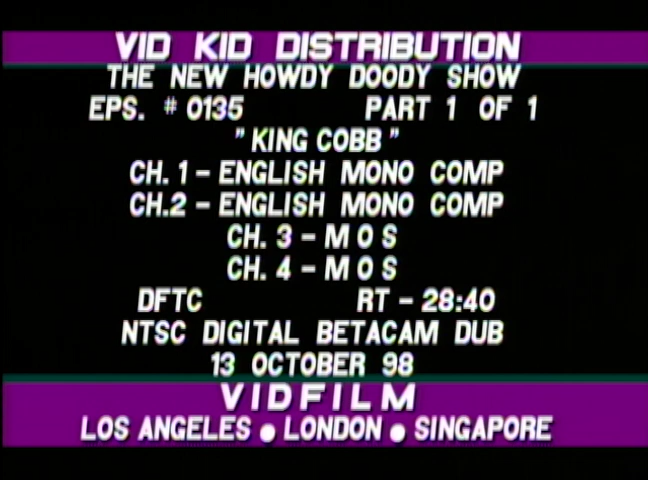 VID KID DISTRIBUTION
THE NEW HOWDY DOODY SHOW
EPS. # 0135 PART 1 OF 1
" KING COBB "
CH. 1 - ENGLISH MONO COMP
CH.2 - ENGLISH MONO COMP
CH. 3 - M O S
CH. 4 - M O S
DFTC RT - 28:40
NTSC DIGITAL BETACAM DUB
13 OCTOBER 98
VIDFILM
LOS ANGELES ● LONDON ● SINGAPORE